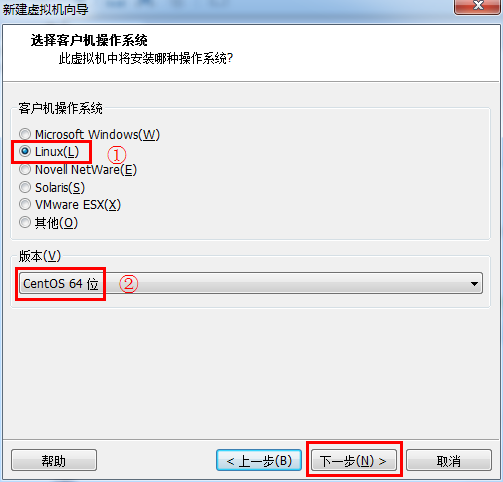 新建虚拟机向导
选择客户机操作系统
此虚拟机中将安装哪种操作系统?
客户机操作系统
Microsoft Windows(W)
Linux(L) ①
Novell NetWare(E)
Solaris(S)
VMware ESX(X)
其他(O)
版本(V)
CentOS 64 位 ②
帮助 < 上一步(B) 下一步(N) > 取消